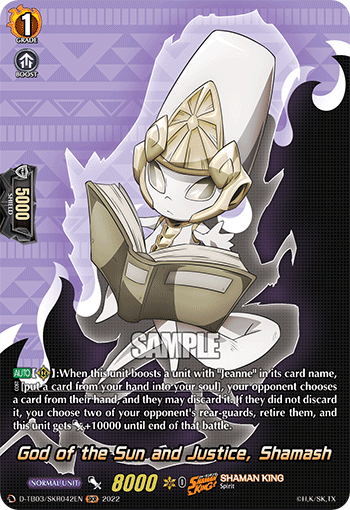 1
GRADE
BOOST
5000
SHIELD
SAMPLE
AUTO [ ]:When this unit boosts a unit with "Jeanne" in its card name,
COST [put a card from your hand into your soul], your opponent chooses
a card from their hand, and they may discard it. If they did not discard
it, you choose two of your opponent's rear-guards, retire them, and
this unit gets +10000 until end of that battle.
God of the Sun and Justice, Shamash
NORMAL UNIT
8000
SHAMAN KING
SHAMAN KING
Spirit
D-TB03/SKR042EN SKR 2022
©H,K/SK,TX